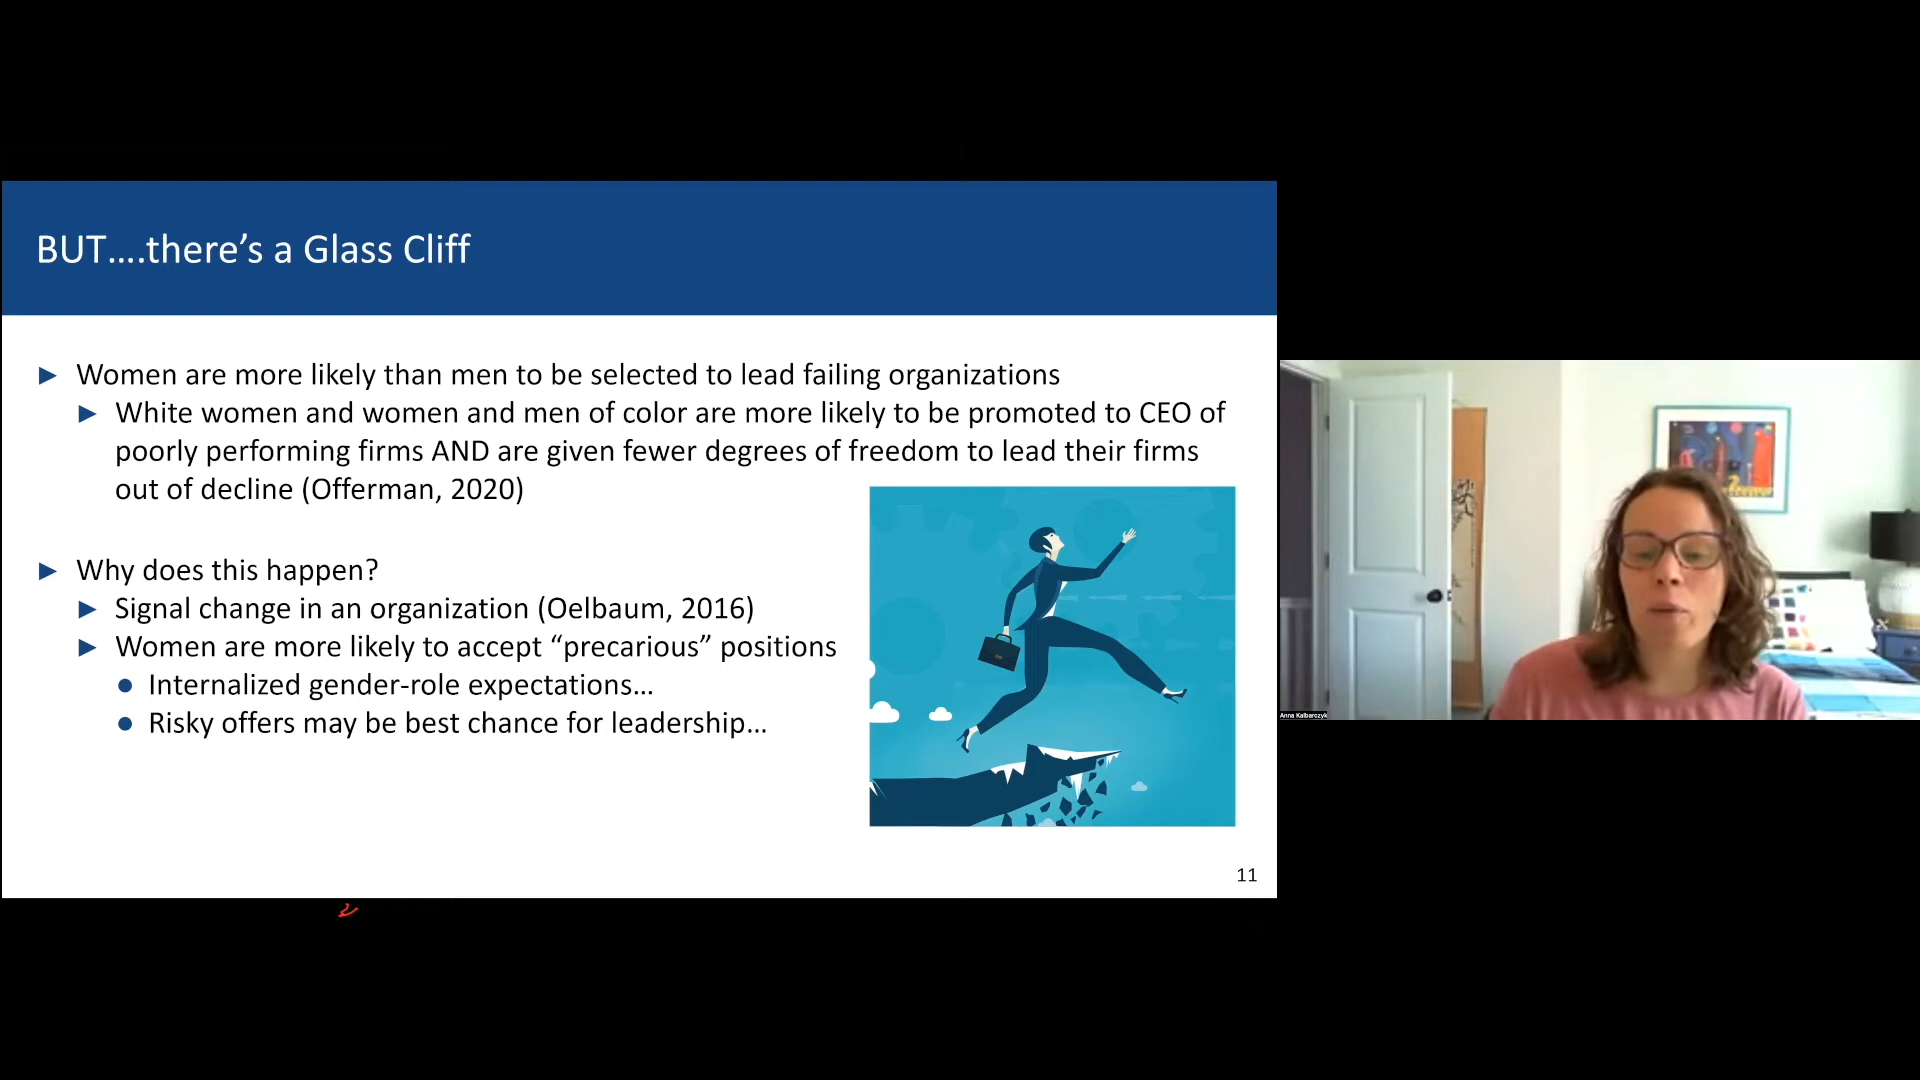 BUT....there’s a Glass Cliff
► Women are more likely than men to be selected to lead failing organizations
► White women and women and men of color are more likely to be promoted to CEO of
poorly performing firms AND are given fewer degrees of freedom to lead their firms
out of decline (Offerman, 2020)
► Why does this happen?
► Signal change in an organization (Oelbaum, 2016)
► Women are more likely to accept “precarious” positions
● Internalized gender-role expectations…
● Risky offers may be best chance for leadership…
11
Anna Kalbarczyk